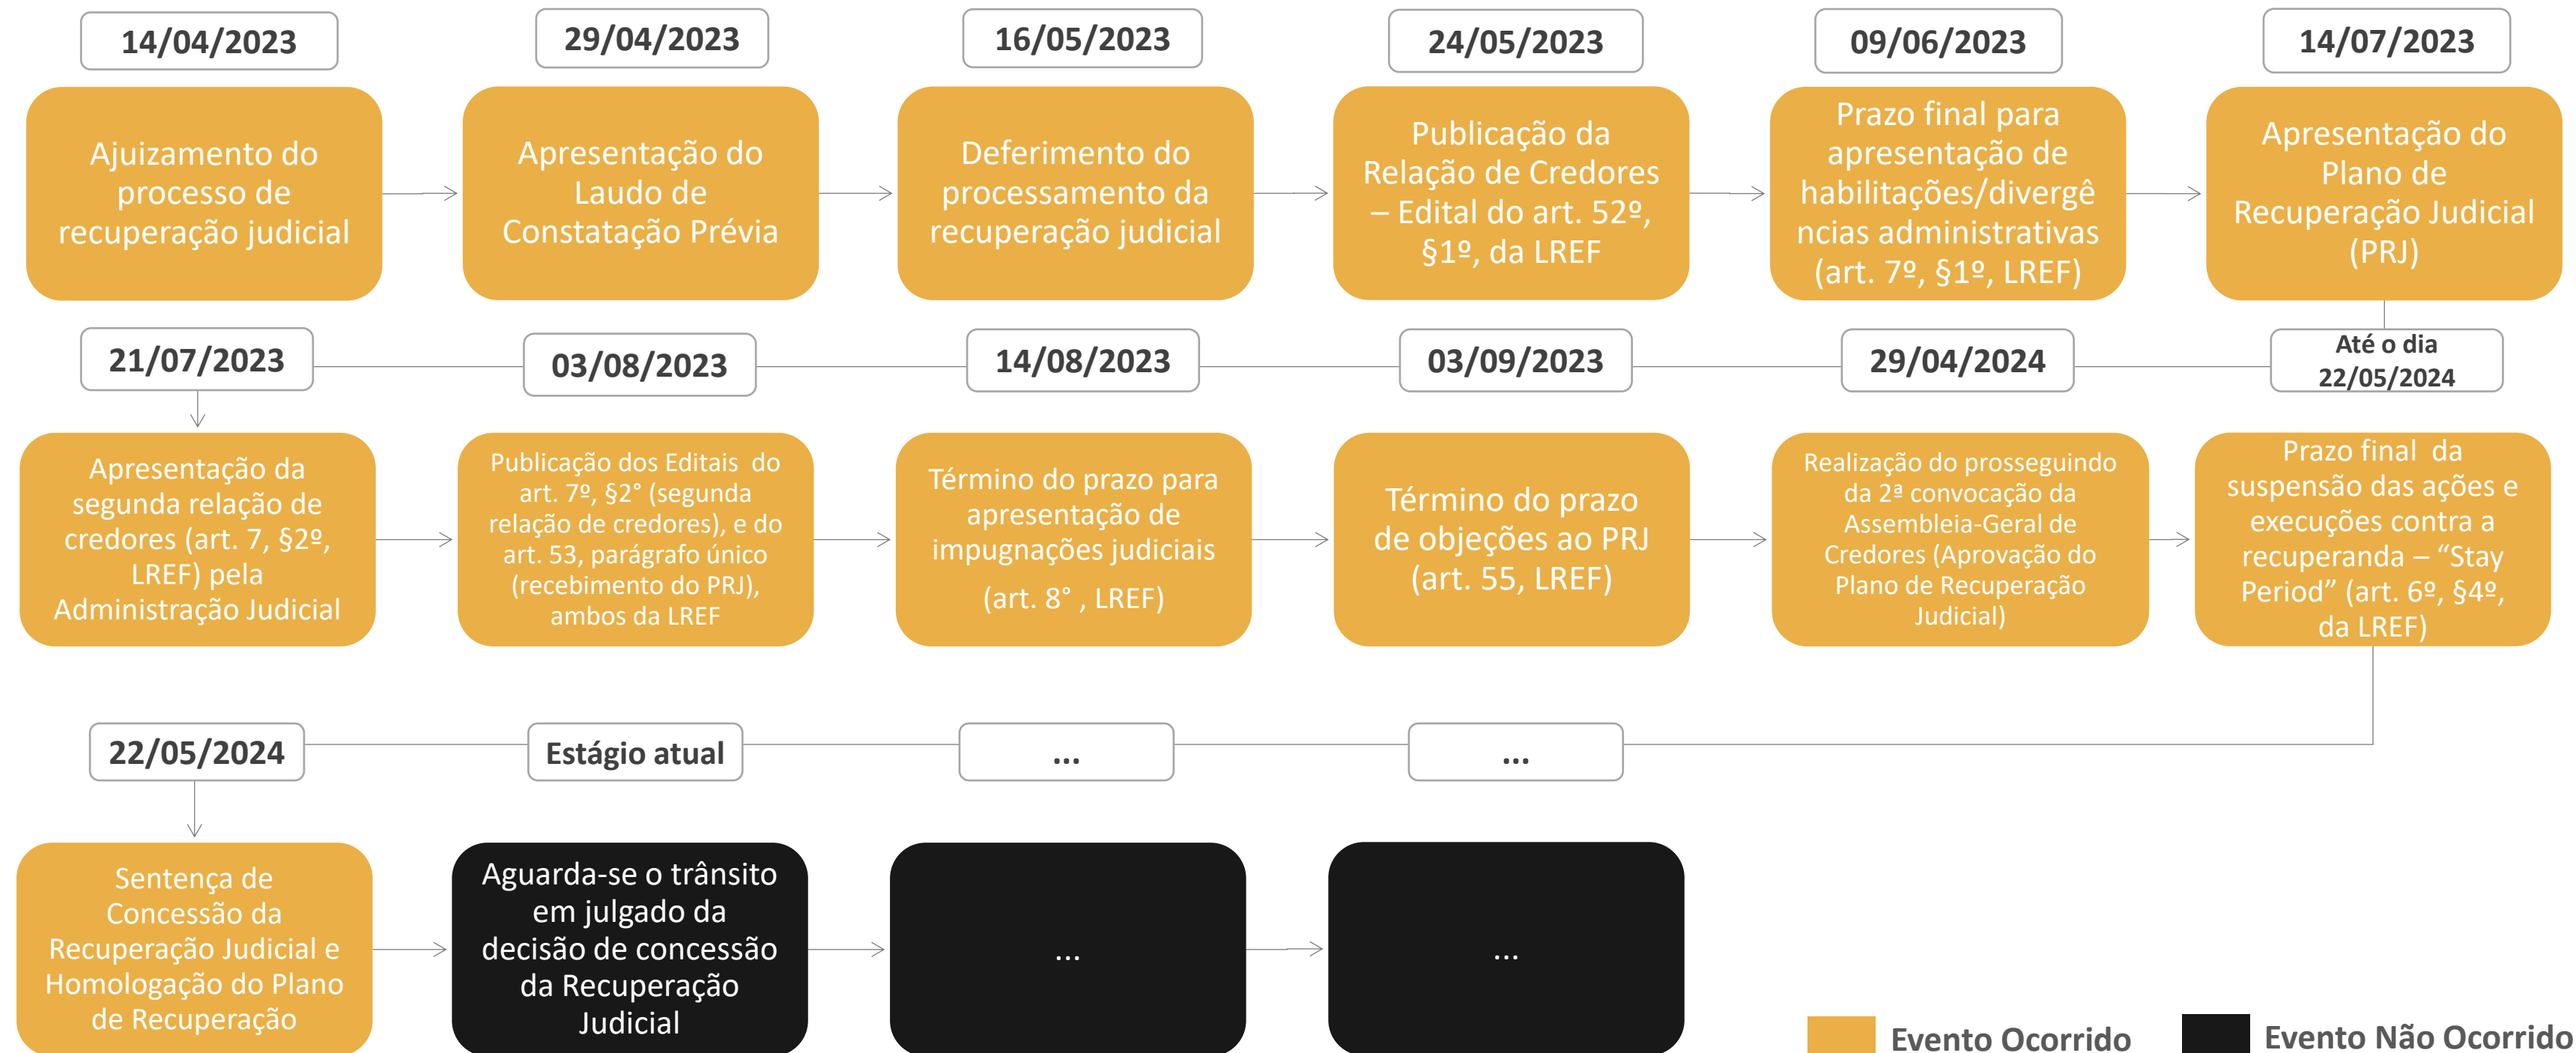 14/04/2023
29/04/2023
16/05/2023
24/05/2023
09/06/2023
14/07/2023
Ajuizamento do
processo de
recuperação judicial
Apresentação do
Laudo de
Constatação Prévia
Deferimento do
processamento da
recuperação judicial
Publicação da
Relação de Credores
– Edital do art. 52º,
§1º, da LREF
Prazo final para
apresentação de
habilitações/divergê
ncias administrativas
(art. 7º, §1º, LREF)
Apresentação do
Plano de
Recuperação Judicial
(PRJ)
21/07/2023
03/08/2023
14/08/2023
03/09/2023
29/04/2024
Até o dia
22/05/2024
Apresentação da
segunda relação de
credores (art. 7, §2º,
LREF) pela
Administração Judicial
Publicação dos Editais do
art. 7º, §2° (segunda
relação de credores), e do
art. 53, parágrafo único
(recebimento do PRJ),
ambos da LREF
Término do prazo para
apresentação de
impugnações judiciais
(art. 8° , LREF)
Término do prazo
de objeções ao PRJ
(art. 55, LREF)
Realização do prosseguindo
da 2ª convocação da
Assembleia-Geral de
Credores (Aprovação do
Plano de Recuperação
Judicial)
Prazo final da
suspensão das ações e
execuções contra a
recuperanda – “Stay
Period” (art. 6º, §4º,
da LREF)
22/05/2024
Estágio atual
...
...
Sentença de
Concessão da
Recuperação Judicial e
Homologação do Plano
de Recuperação
Aguarda-se o trânsito
em julgado da
decisão de concessão
da Recuperação
Judicial
...
...
Evento Ocorrido
Evento Não Ocorrido